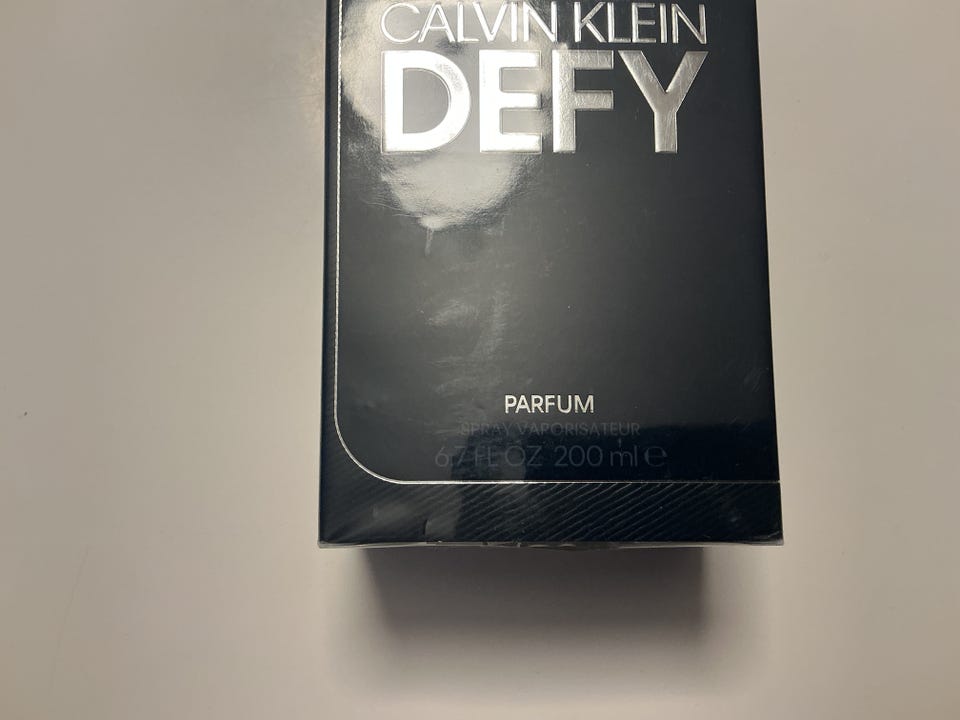 CALVIN KLEIN
DEFY
PARFUM
SPRAY VAPORISATEUR
6.7 FL OZ 200 ml ℮